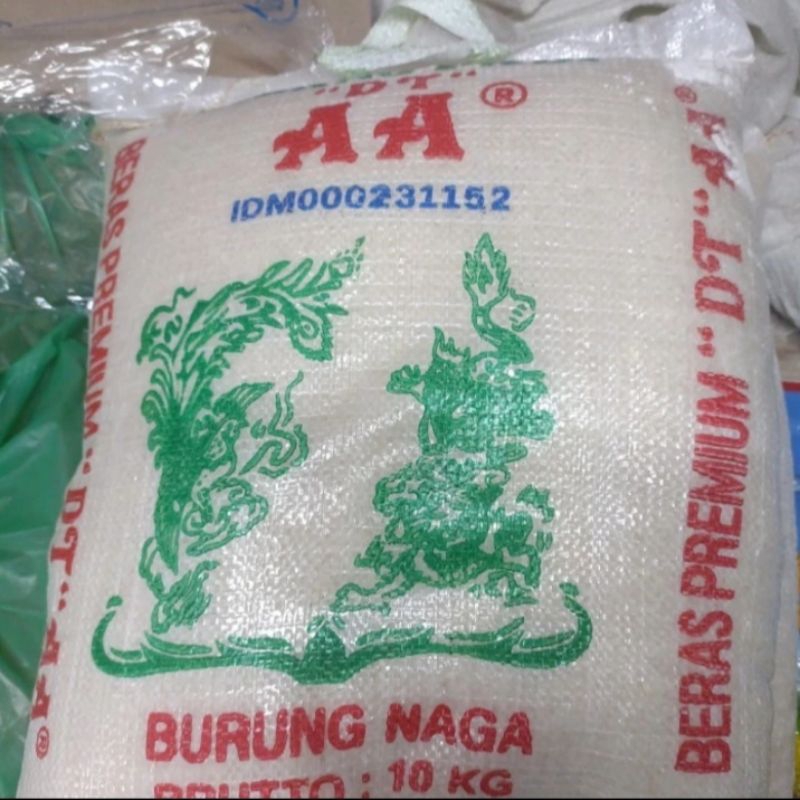 "DT"
AA ®
IDM000231152
BERAS PREMIUM "DT" AA ®
BERAS PREMIUM "DT" AA ®
BURUNG NAGA
BRUTTO : 10 KG